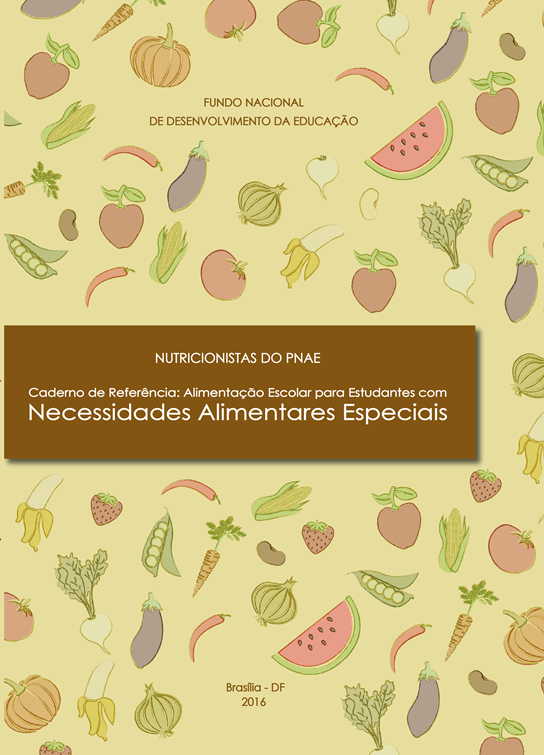 FUNDO NACIONAL
DE DESENVOLVIMENTO DA EDUCAÇÃO
NUTRICIONISTAS DO PNAE
Caderno de Referência: Alimentação Escolar para Estudantes com
Necessidades Alimentares Especiais
Brasília - DF
2016